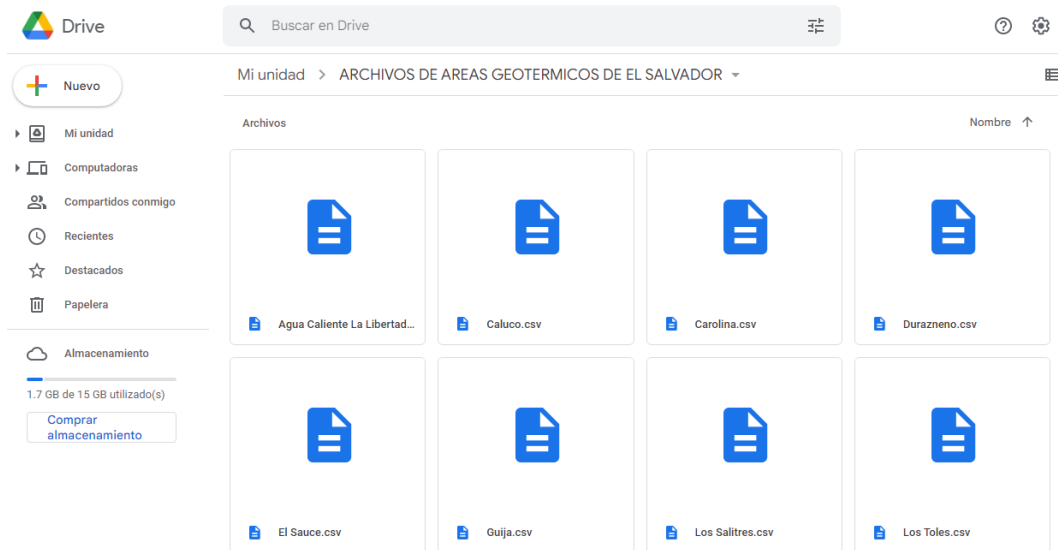 Drive
Buscar en Drive
Nuevo
Mi unidad
Computadoras
Compartidos conmigo
Recientes
Destacados
Papelera
Almacenamiento
1.7 GB de 15 GB utilizado(s)
Comprar
almacenamiento
Mi unidad > ARCHIVOS DE AREAS GEOTERMICOS DE EL SALVADOR
Archivos
Nombre
Agua Caliente La Libertad...
Caluco.csv
Carolina.csv
Durazneno.csv
El Sauce.csv
Guija.csv
Los Salitres.csv
Los Toles.csv